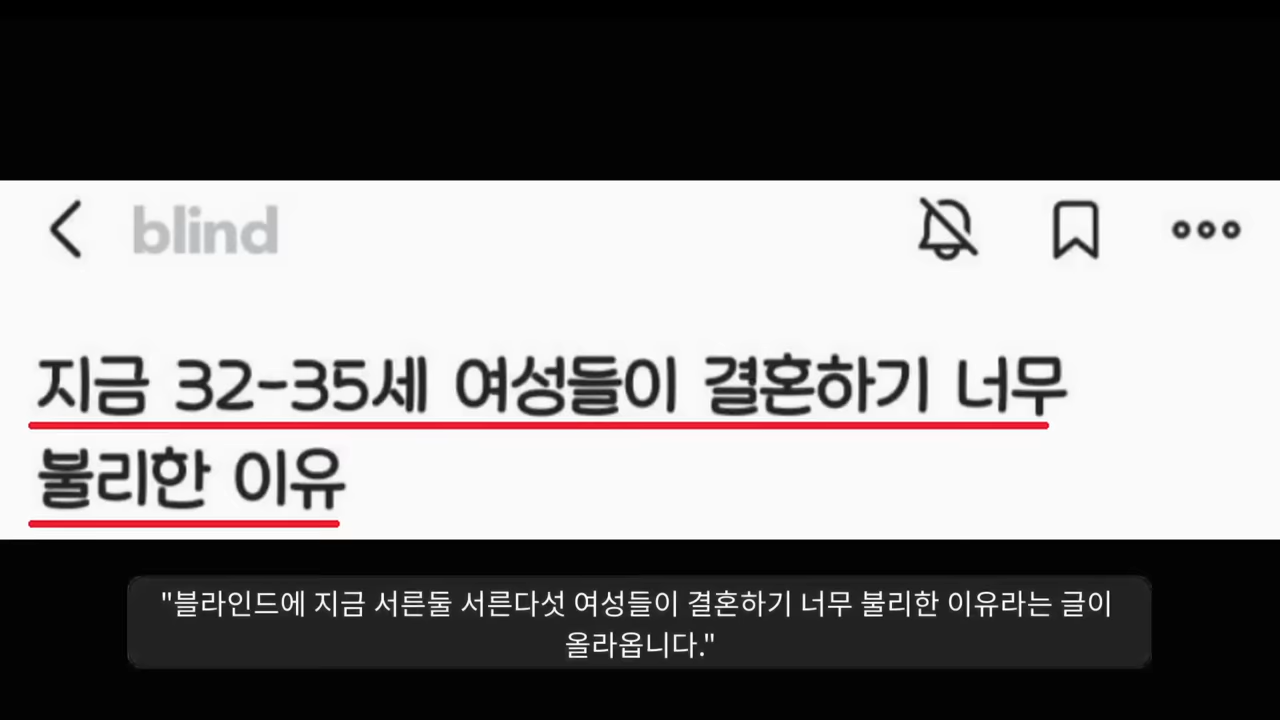 blind
지금 32-35세 여성들이 결혼하기 너무
불리한 이유
"블라인드에 지금 서른둘 서른다섯 여성들이 결혼하기 너무 불리한 이유라는 글이
올라옵니다."